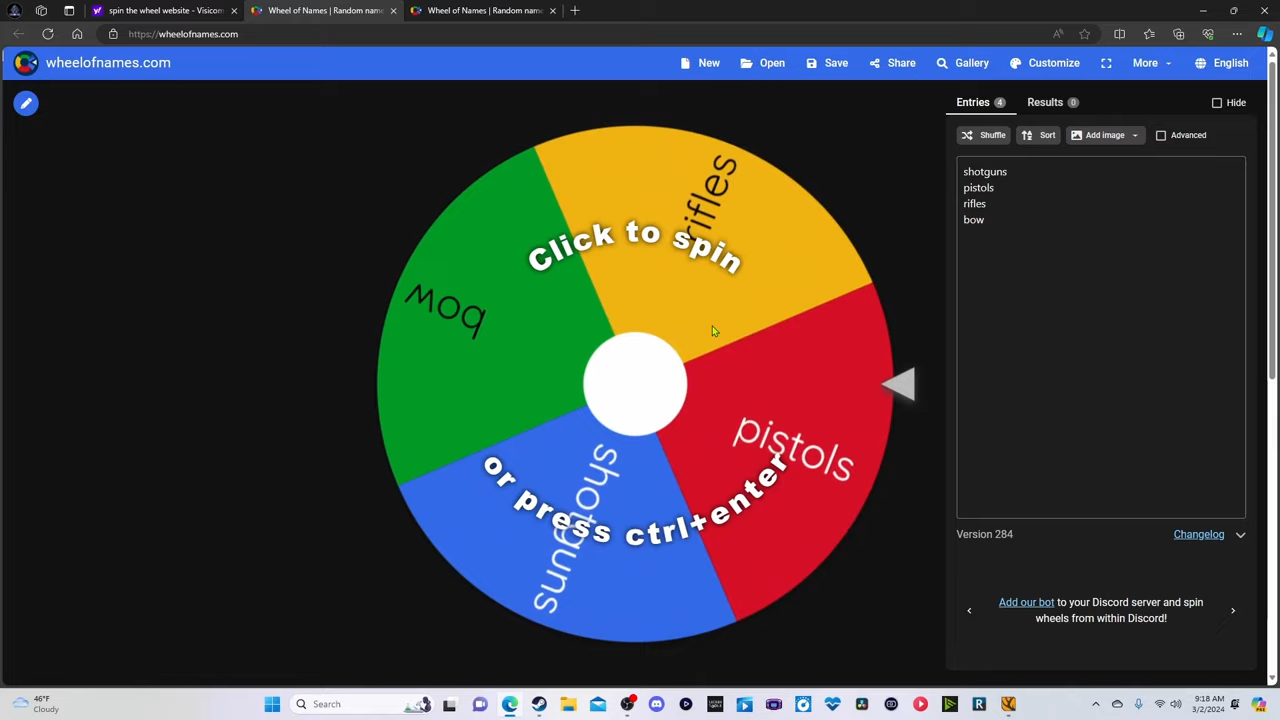 spin the wheel website - Visicom
Wheel of Names | Random name
Wheel of Names | Random name
https://wheelofnames.com
wheelofnames.com
New
Open
Save
Share
Gallery
Customize
More
English
Entries 4
Results 0
Hide
Shuffle
Sort
Add image
Advanced
shotguns
pistols
rifles
bow
rifles
Click to spin
bow
pistols
shotguns
or press ctrl+enter
Version 284
Changelog
Add our bot to your Discord server and spin
wheels from within Discord!
46°F
Cloudy
Search
9:18 AM
3/2/2024